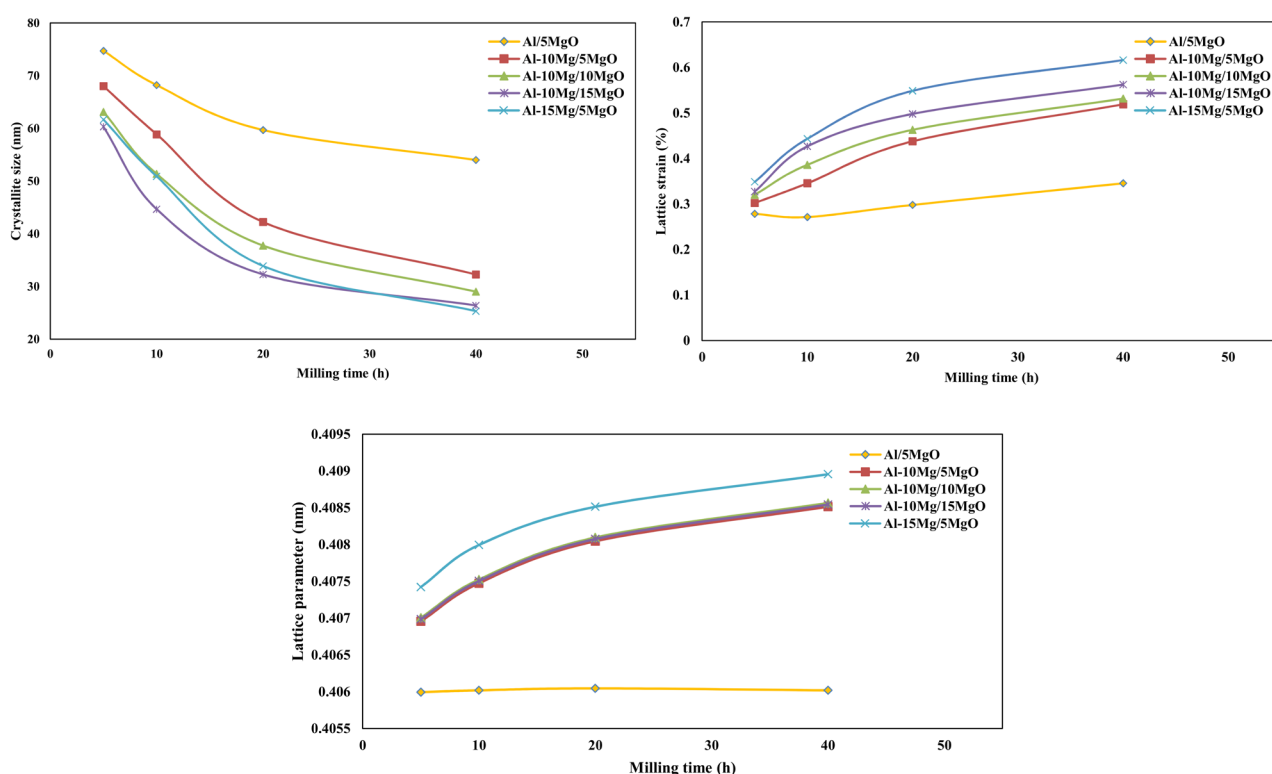 Crystallite size (nm)
80
70
60
50
40
30
20
0
10
20
30
40
50
Milling time (h)
Al/5MgO
Al-10Mg/5MgO
Al-10Mg/10MgO
Al-10Mg/15MgO
Al-15Mg/5MgO
Lattice strain (%)
0.7
0.6
0.5
0.4
0.3
0.2
0.1
0
0
10
20
30
40
50
Milling time (h)
Al/5MgO
Al-10Mg/5MgO
Al-10Mg/10MgO
Al-10Mg/15MgO
Al-15Mg/5MgO
Lattice parameter (nm)
0.4095
0.409
0.4085
0.408
0.4075
0.407
0.4065
0.406
0.4055
0
10
20
30
40
50
Milling time (h)
Al/5MgO
Al-10Mg/5MgO
Al-10Mg/10MgO
Al-10Mg/15MgO
Al-15Mg/5MgO